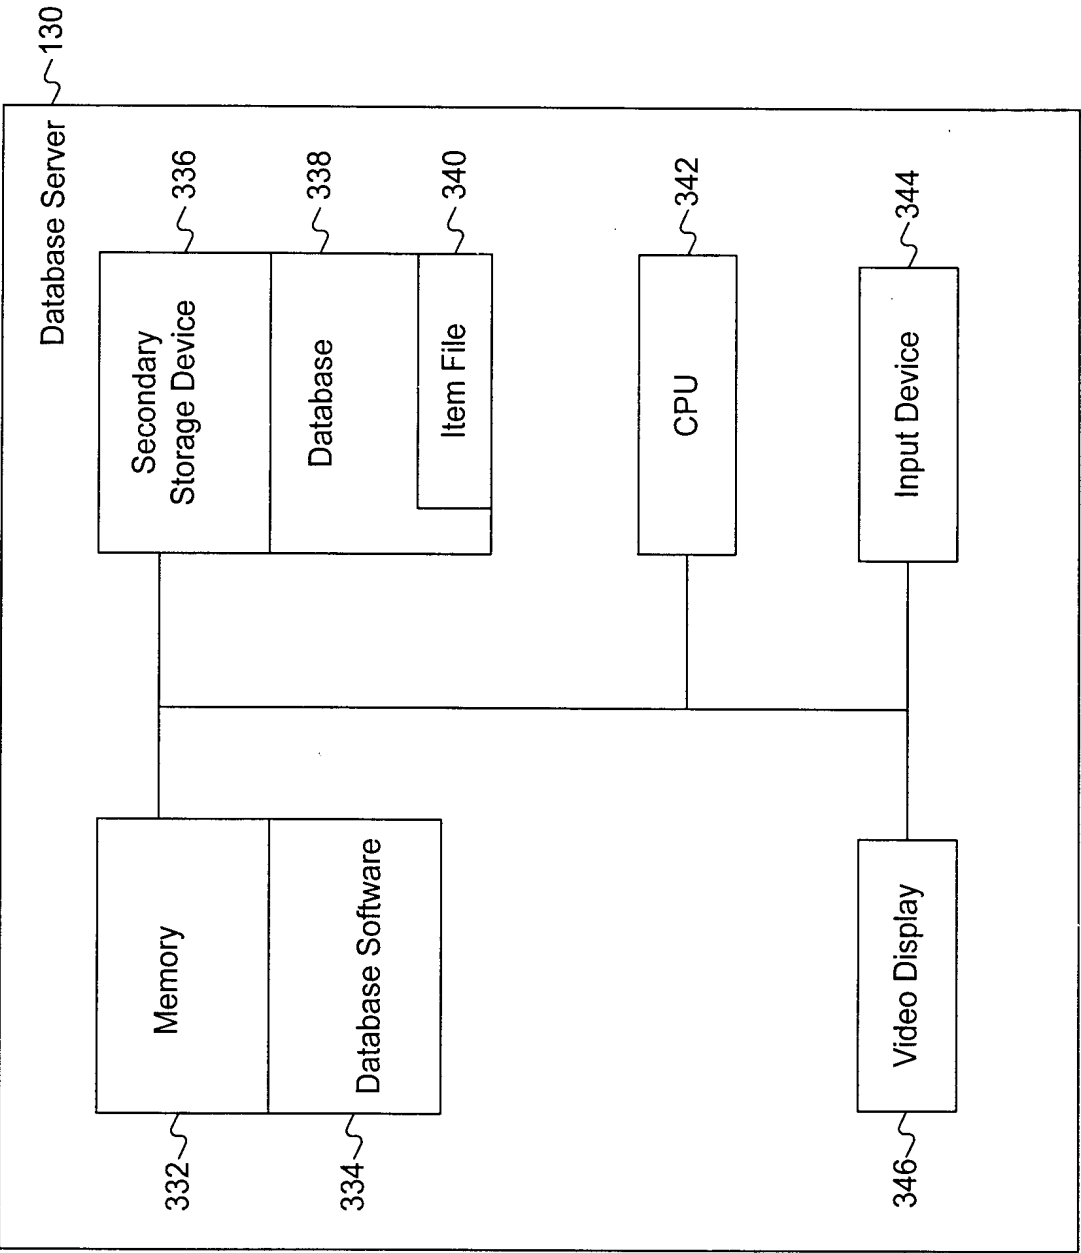 Database Server
130
Memory
332
Database Software
334
Secondary
Storage Device
336
Database
338
Item File
340
CPU
342
Video Display
346
Input Device
344